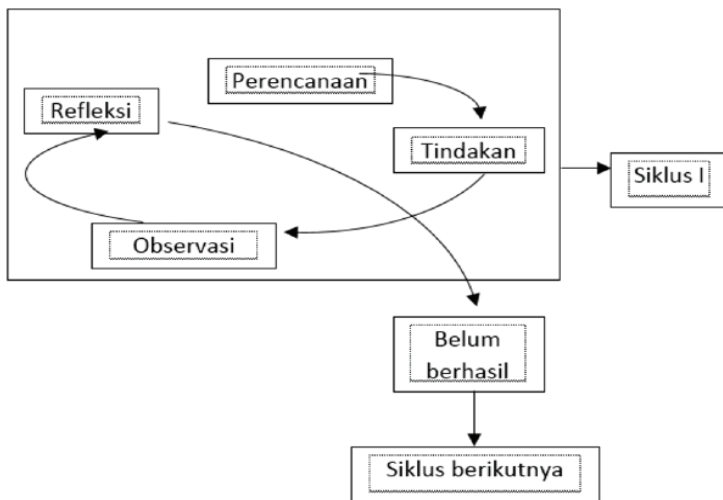 Perencanaan
Refleksi
Tindakan
Siklus I
Observasi
Belum
berhasil
Siklus berikutnya